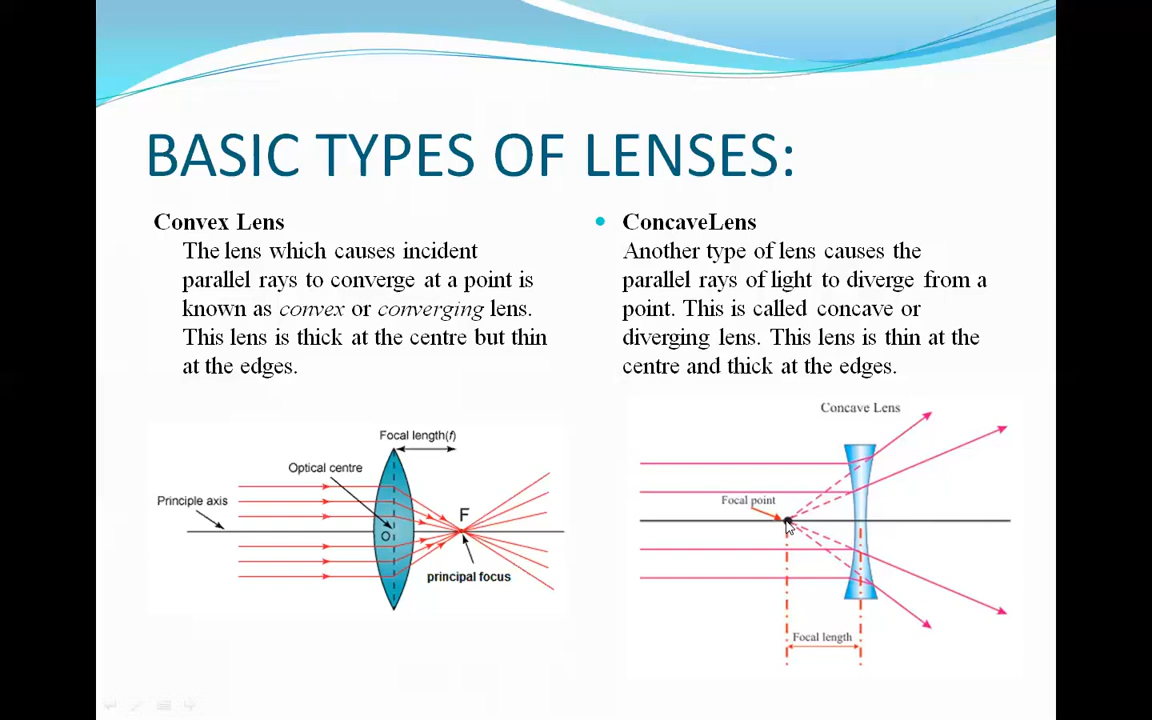 BASIC TYPES OF LENSES:
Convex Lens
The lens which causes incident
parallel rays to converge at a point is
known as convex or converging lens.
This lens is thick at the centre but thin
at the edges.
Focal length(f)
Optical centre
Principle axis
F
O
principal focus
ConcaveLens
Another type of lens causes the
parallel rays of light to diverge from a
point. This is called concave or
diverging lens. This lens is thin at the
centre and thick at the edges.
Concave Lens
Focal point
Focal length